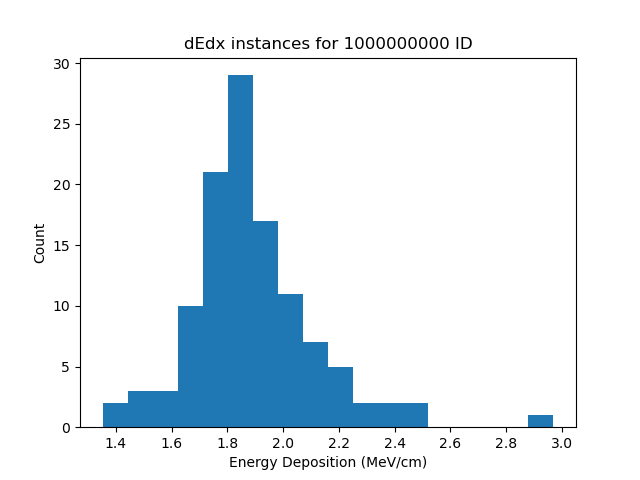 dEdx instances for 1000000000 ID
30
25
20
15
10
5
0
Count
1.4 1.6 1.8 2.0 2.2 2.4 2.6 2.8 3.0
Energy Deposition (MeV/cm)